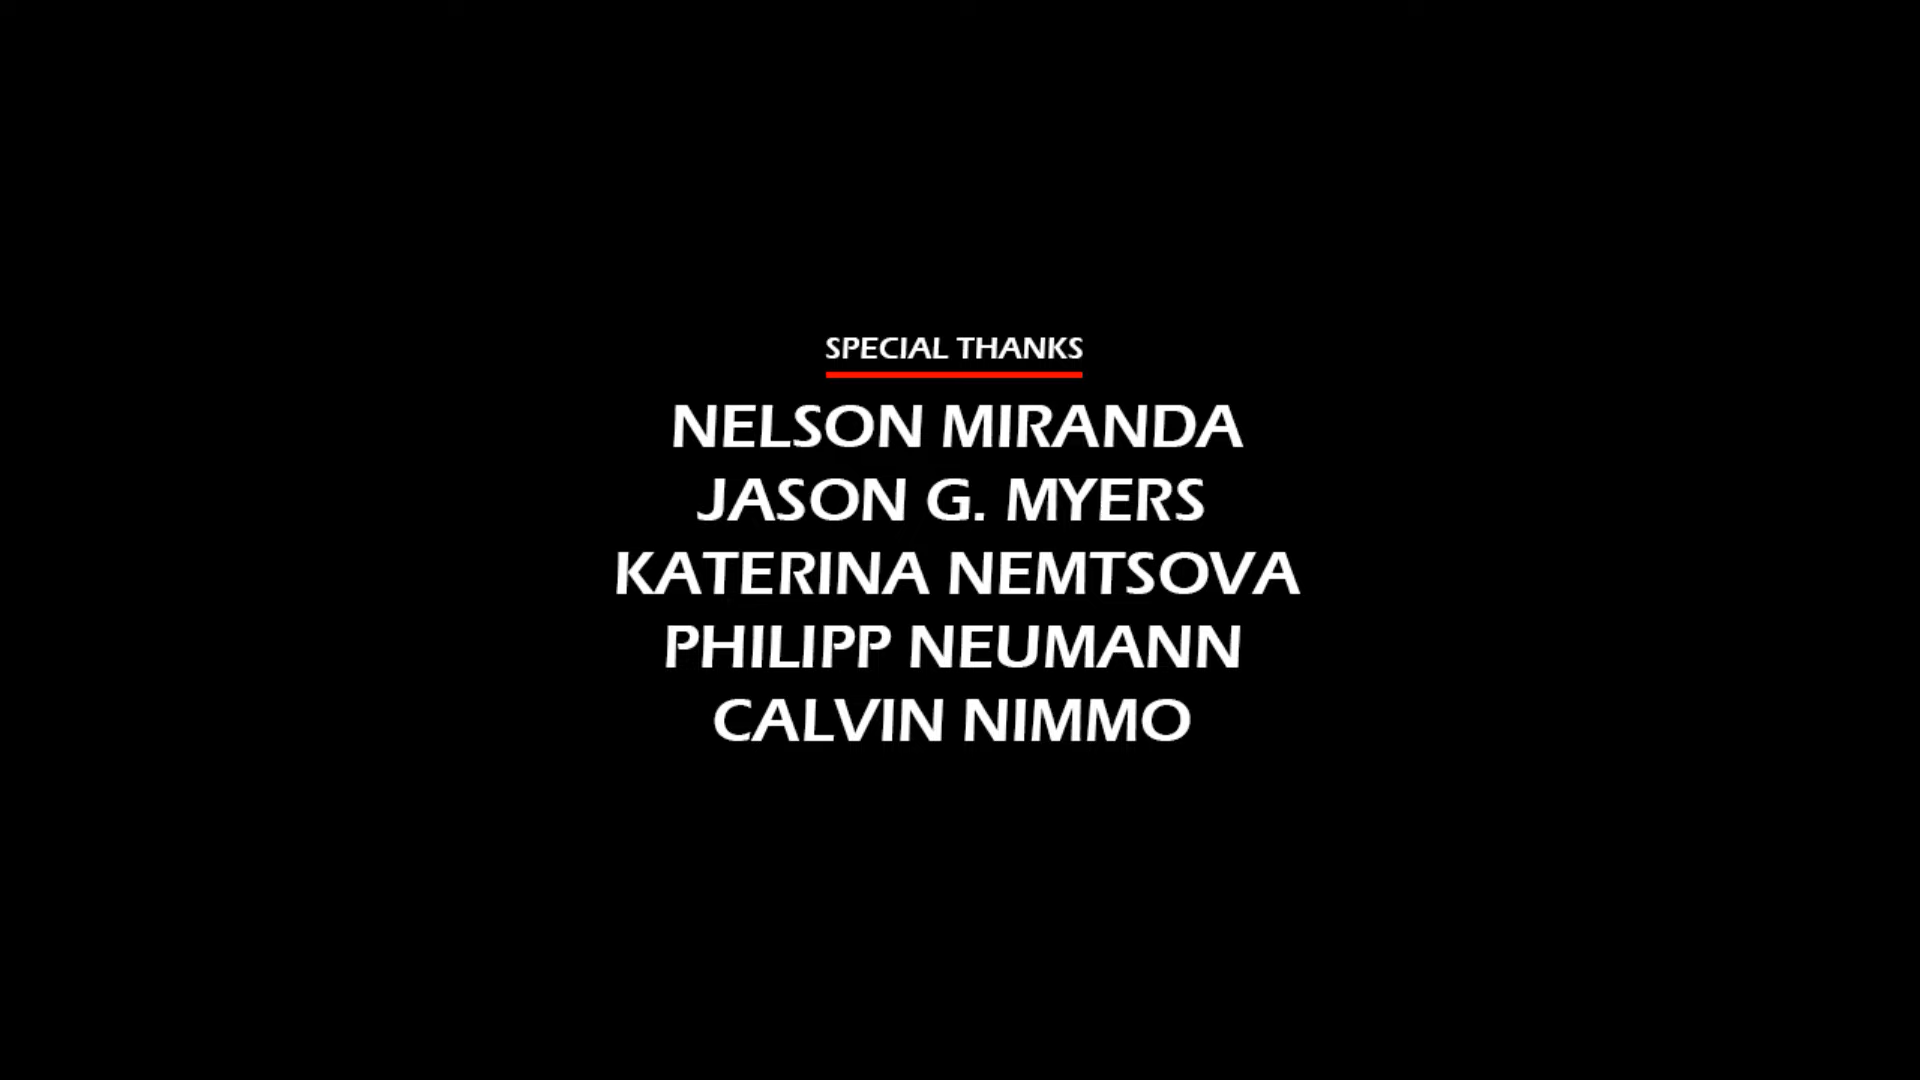 SPECIAL THANKS
NELSON MIRANDA
JASON G. MYERS
KATERINA NEMTSOVA
PHILIPP NEUMANN
CALVIN NIMMO